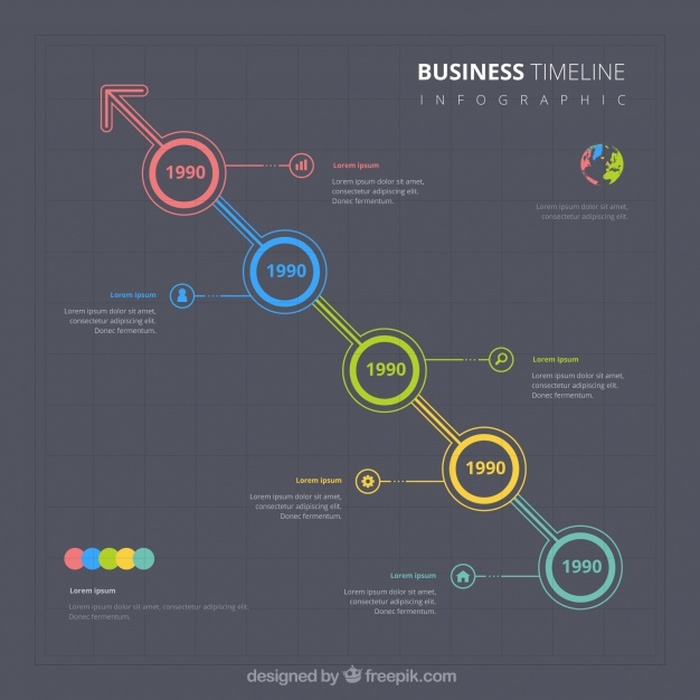 BUSINESS TIMELINE
INFOGRAPHIC
1990
Lorem ipsum
Lorem ipsum dolor sit amet,
consectetur adipiscing elit.
Donec fermentum.
Lorem ipsum dolor sit amet,
consectetur adipiscing elit.
1990
Lorem ipsum
Lorem ipsum dolor sit amet,
consectetur adipiscing elit.
Donec fermentum.
1990
Lorem ipsum
Lorem ipsum dolor sit amet,
consectetur adipiscing elit.
Donec fermentum.
1990
Lorem ipsum
Lorem ipsum dolor sit amet,
consectetur adipiscing elit.
Donec fermentum.
1990
Lorem ipsum
Lorem ipsum dolor sit amet,
consectetur adipiscing elit.
Donec fermentum.
Lorem ipsum
Lorem ipsum dolor sit amet, consectetur adipiscing elit.
Donec fermentum.
designed by freepik.com